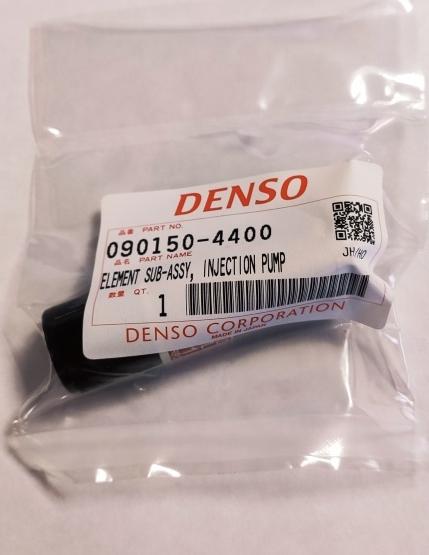 DENSO
品番 PART NO.
090150-4400
品名 PART NAME
ELEMENT SUB-ASSY, INJECTION PUMP
JH/HO
数量 QT.
1
DENSO CORPORATION
MADE IN JAPAN